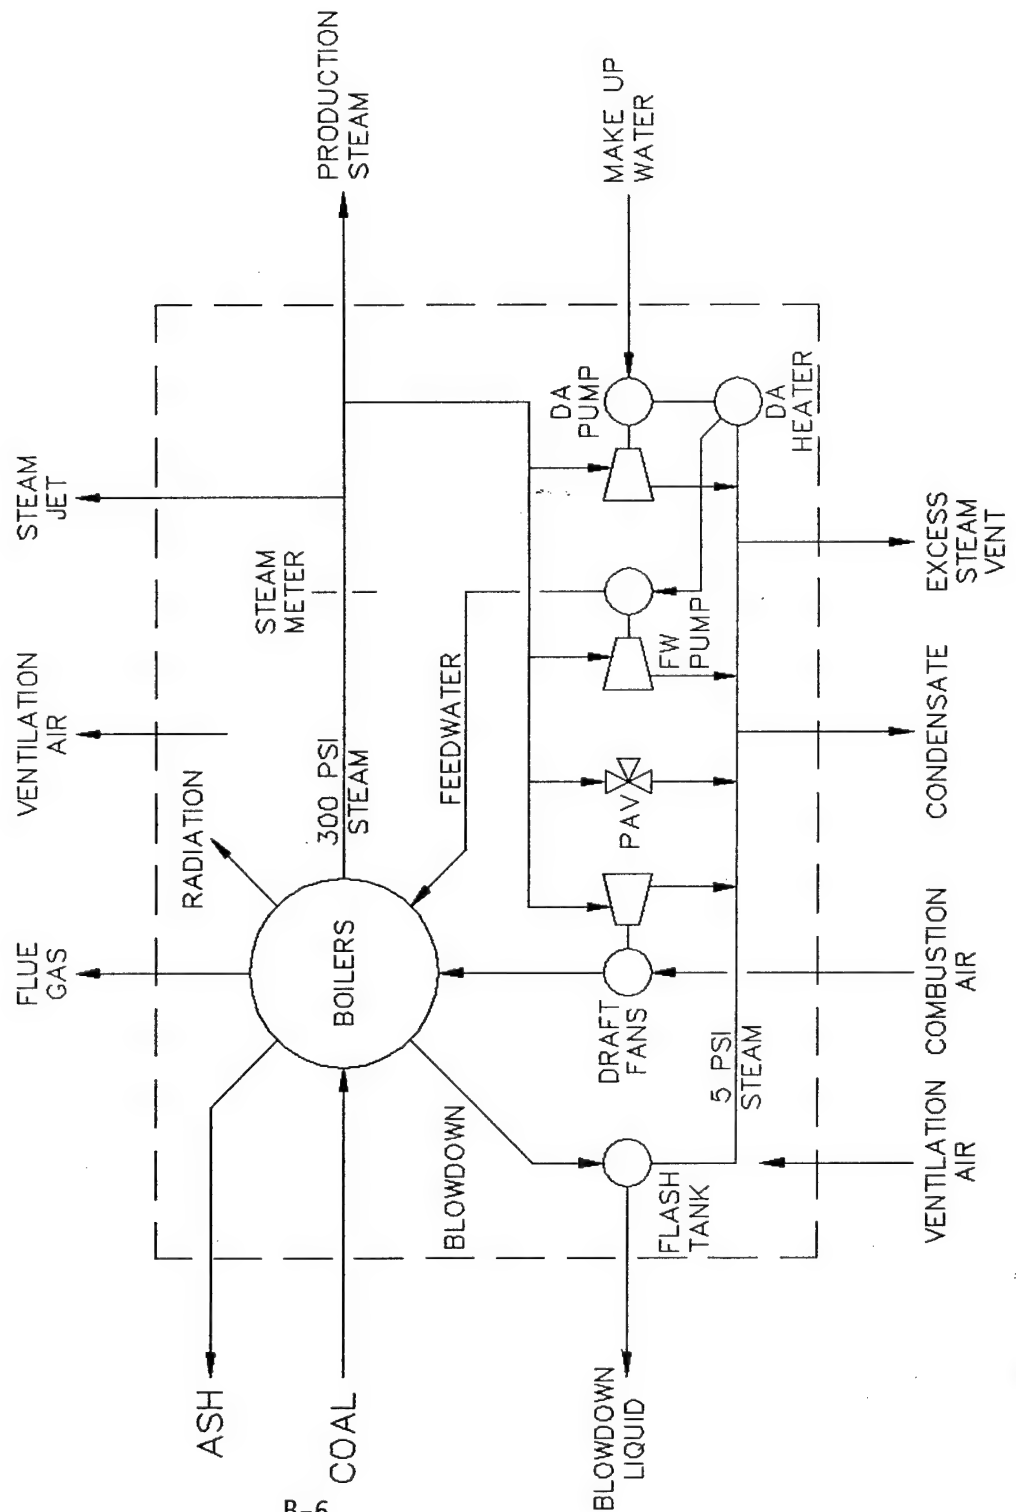 FLUE
GAS
VENTILATION
AIR
STEAM
JET
RADIATION
STEAM
METER
PRODUCTION
STEAM
ASH
COAL
BOILERS
300 PSI
STEAM
BLOWDOWN
FEEDWATER
DRAFT
FANS
PAV
FW
PUMP
DA
PUMP
MAKE UP
WATER
BLOWDOWN
LIQUID
FLASH
TANK
5 PSI
STEAM
DA
HEATER
VENTILATION
AIR
COMBUSTION
AIR
CONDENSATE
EXCESS
STEAM
VENT
B-6